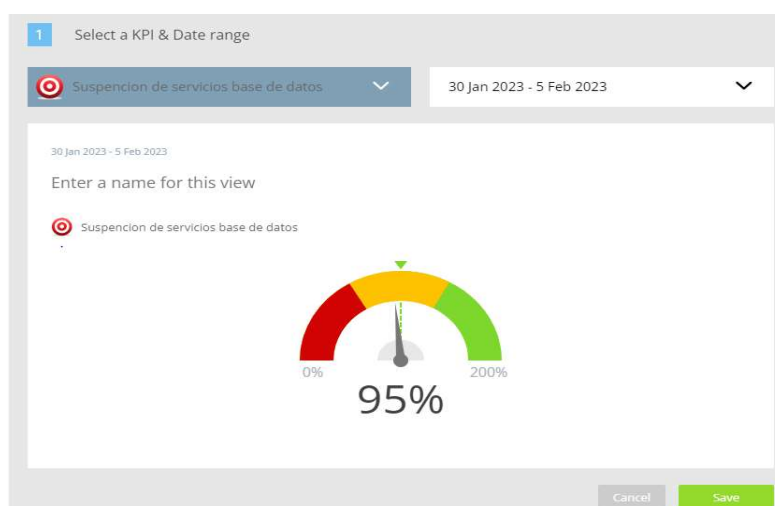 1 Select a KPI & Date range
Suspencion de servicios base de datos
30 Jan 2023 - 5 Feb 2023
30 Jan 2023 - 5 Feb 2023
Enter a name for this view
Suspencion de servicios base de datos
0% 200%
95%
Cancel Save